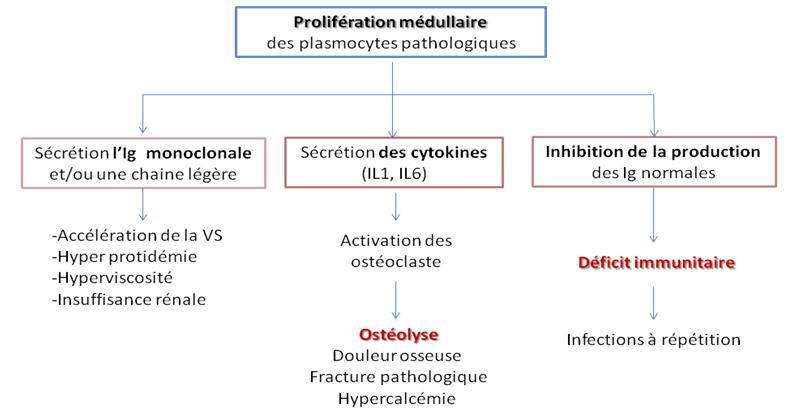 Prolifération médullaire
des plasmocytes pathologiques
Sécrétion l'Ig monoclonale
et/ou une chaine légère
-Accélération de la VS
-Hyper protidémie
-Hyperviscosité
-Insuffisance rénale
Sécrétion des cytokines
(IL1, IL6)
Activation des
ostéoclaste
Ostéolyse
Douleur osseuse
Fracture pathologique
Hypercalcémie
Inhibition de la production
des Ig normales
Déficit immunitaire
Infections à répétition